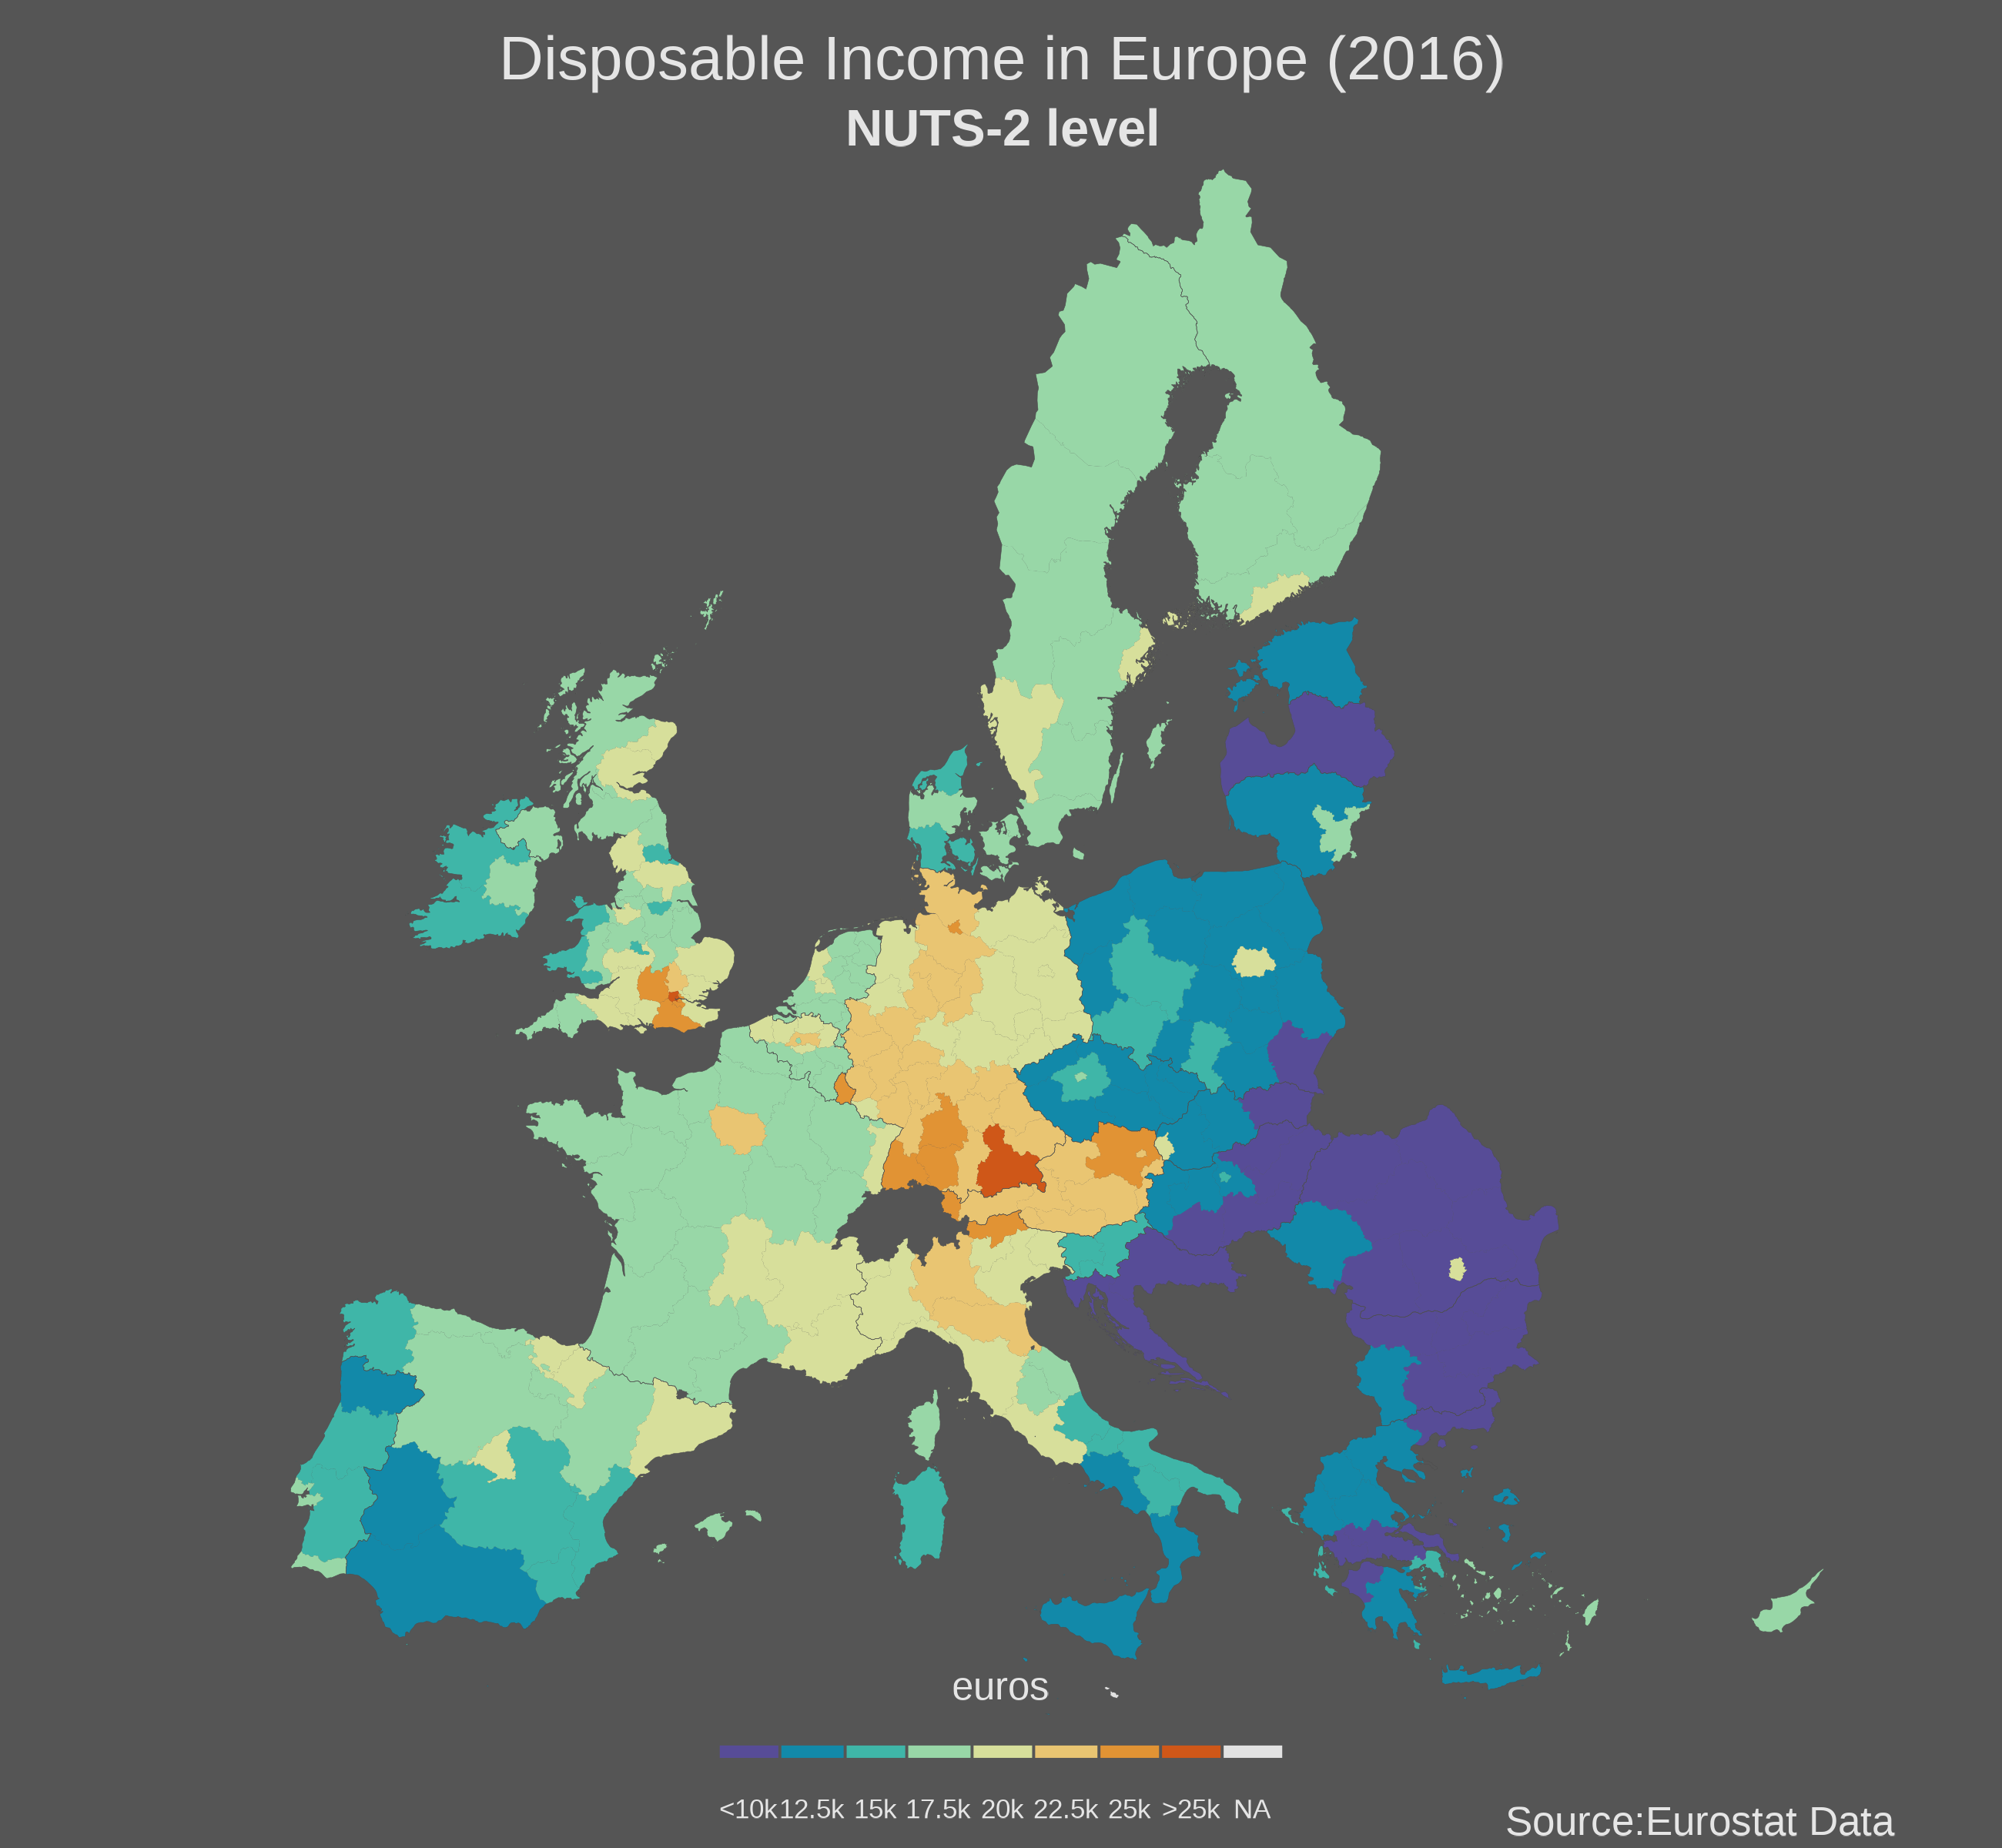 Disposable Income in Europe (2016)
NUTS-2 level
euros
<10k 12.5k 15k 17.5k 20k 22.5k 25k >25k NA
Source:Eurostat Data